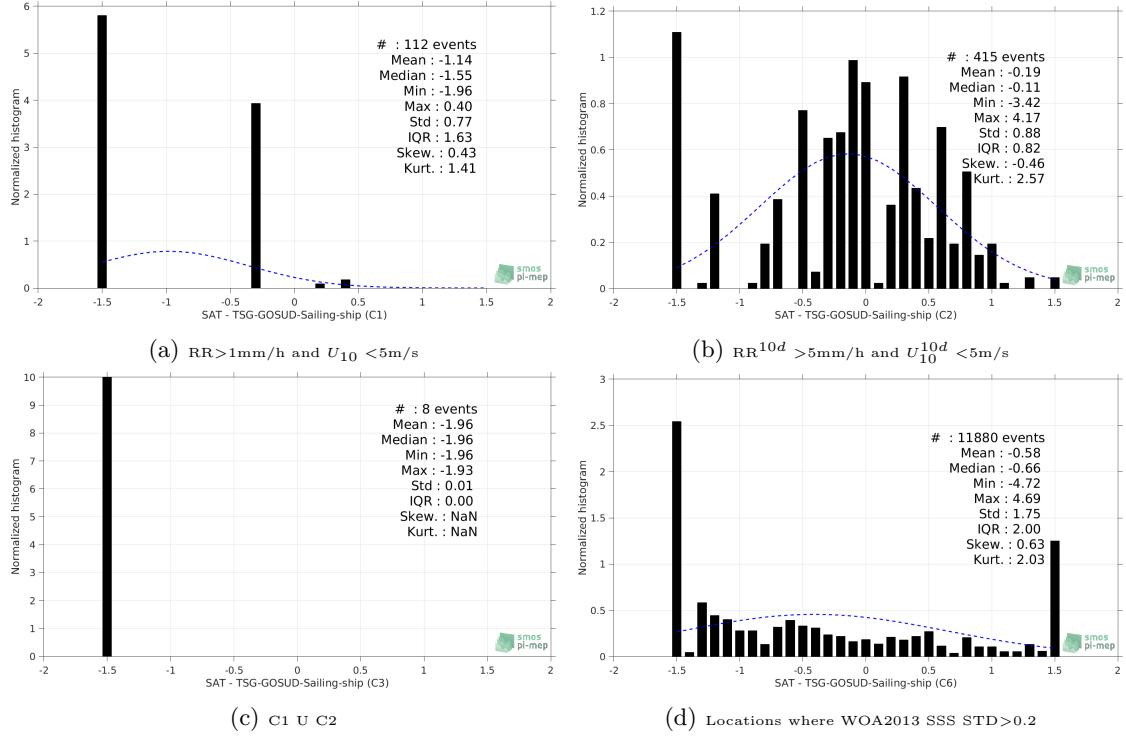 6
5
4
3
2
1
0
Normalized histogram
# : 112 events
Mean : -1.14
Median : -1.55
Min : -1.96
Max : 0.40
Std : 0.77
IQR : 1.63
Skew. : 0.43
Kurt. : 1.41
smos
pi-mep
-2 -1.5 -1 -0.5 0 0.5 1 1.5 2
SAT - TSG-GOSUD-Sailing-ship (C1)
(a) RR>1mm/h and U10 <5m/s
1.2
1
0.8
0.6
0.4
0.2
0
Normalized histogram
# : 415 events
Mean : -0.19
Median : -0.11
Min : -3.42
Max : 4.17
Std : 0.88
IQR : 0.82
Skew. : -0.46
Kurt. : 2.57
smos
pi-mep
-2 -1.5 -1 -0.5 0 0.5 1 1.5 2
SAT - TSG-GOSUD-Sailing-ship (C2)
(b) RR10d >5mm/h and U10d10 <5m/s
10
9
8
7
6
5
4
3
2
1
0
Normalized histogram
# : 8 events
Mean : -1.96
Median : -1.96
Min : -1.96
Max : -1.93
Std : 0.01
IQR : 0.00
Skew. : NaN
Kurt. : NaN
smos
pi-mep
-2 -1.5 -1 -0.5 0 0.5 1 1.5 2
SAT - TSG-GOSUD-Sailing-ship (C3)
(c) C1 U C2
3
2.5
2
1.5
1
0.5
0
Normalized histogram
# : 11880 events
Mean : -0.58
Median : -0.66
Min : -4.72
Max : 4.69
Std : 1.75
IQR : 2.00
Skew. : 0.63
Kurt. : 2.03
smos
pi-mep
-2 -1.5 -1 -0.5 0 0.5 1 1.5 2
SAT - TSG-GOSUD-Sailing-ship (C6)
(d) Locations where WOA2013 SSS STD>0.2